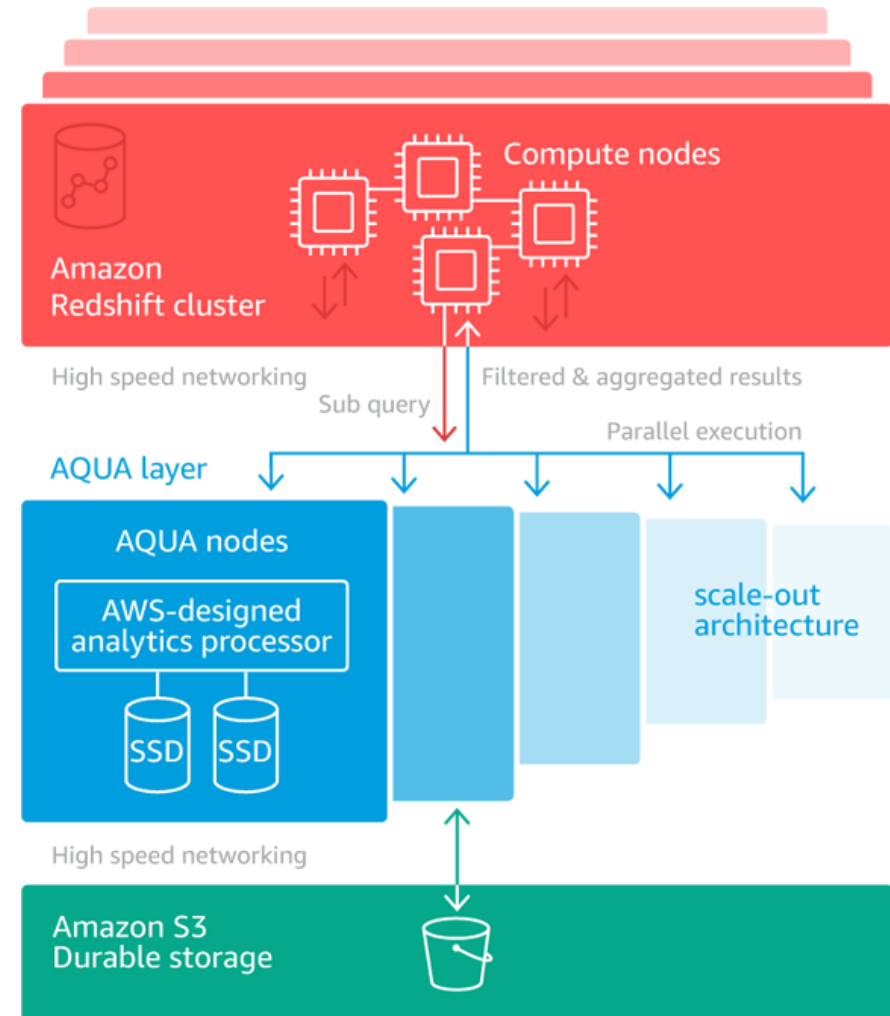 Compute nodes
Amazon
Redshift cluster
High speed networking
Filtered & aggregated results
Sub query
Parallel execution
AQUA layer
AQUA nodes
AWS-designed
analytics processor
SSD
SSD
scale-out
architecture
High speed networking
Amazon S3
Durable storage